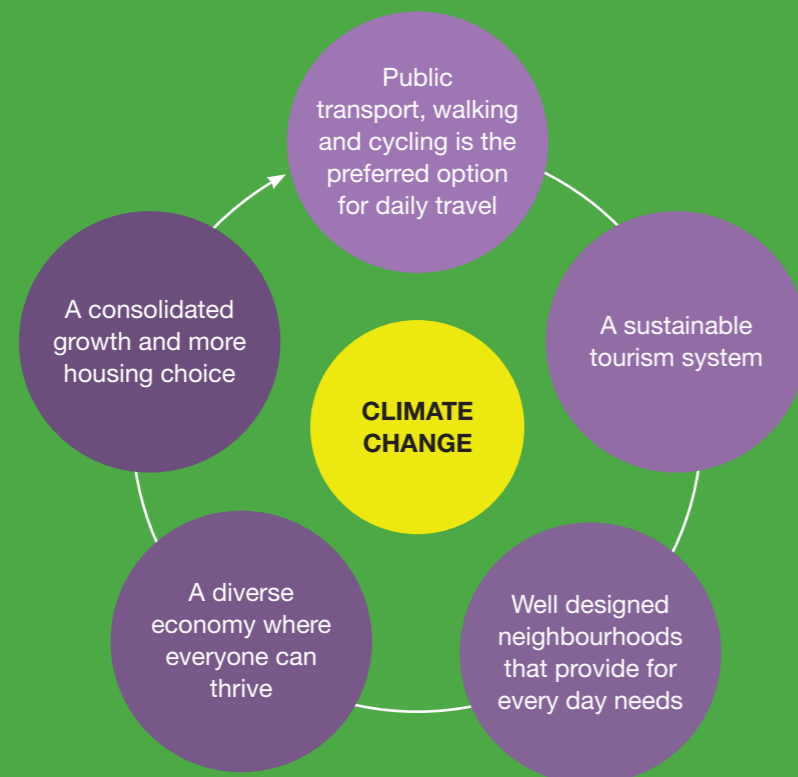 Public
transport, walking
and cycling is the
preferred option
for daily travel
A sustainable
tourism system
Well designed
neighbourhoods
that provide for
every day needs
A diverse
economy where
everyone can
thrive
A consolidated
growth and more
housing choice
CLIMATE
CHANGE